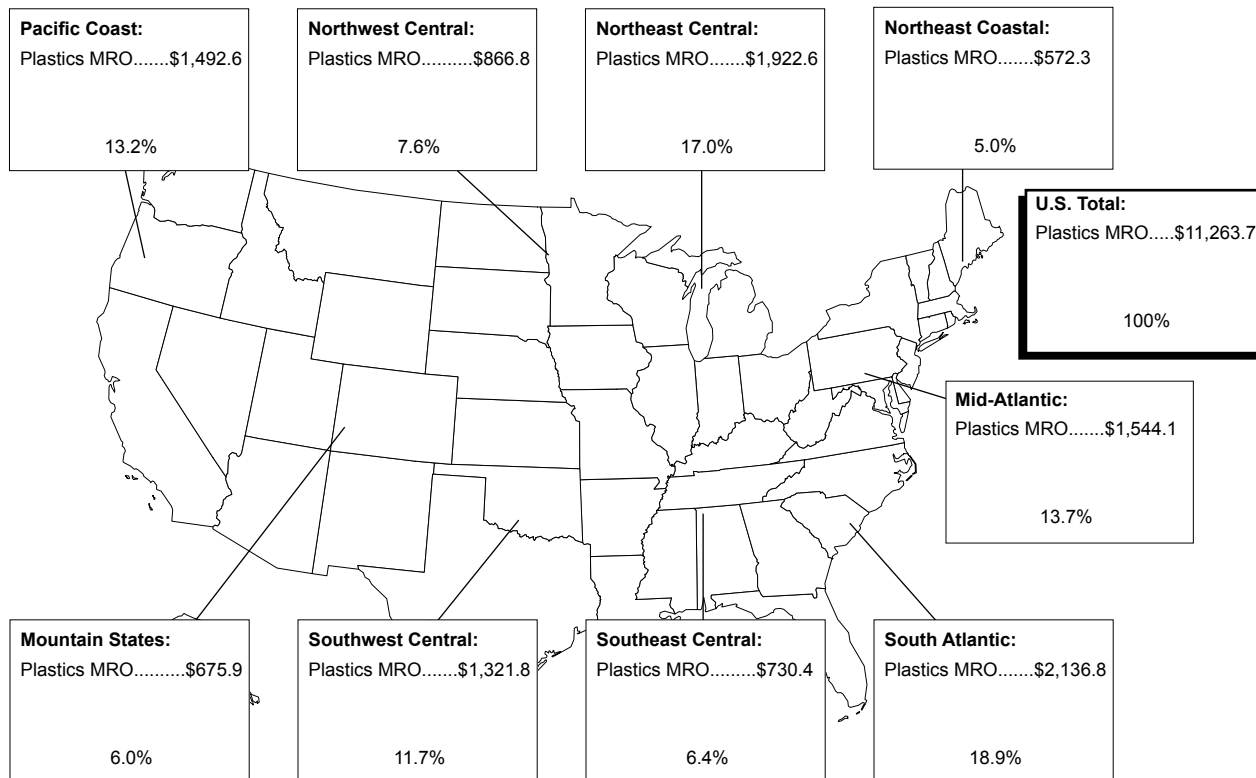 Pacific Coast:
Plastics MRO.......$1,492.6
13.2%
Northwest Central:
Plastics MRO..........$866.8
7.6%
Northeast Central:
Plastics MRO.......$1,922.6
17.0%
Northeast Coastal:
Plastics MRO.......$572.3
5.0%
U.S. Total:
Plastics MRO.....$11,263.7
100%
Mid-Atlantic:
Plastics MRO.......$1,544.1
13.7%
Mountain States:
Plastics MRO..........$675.9
6.0%
Southwest Central:
Plastics MRO.......$1,321.8
11.7%
Southeast Central:
Plastics MRO.........$730.4
6.4%
South Atlantic:
Plastics MRO.......$2,136.8
18.9%